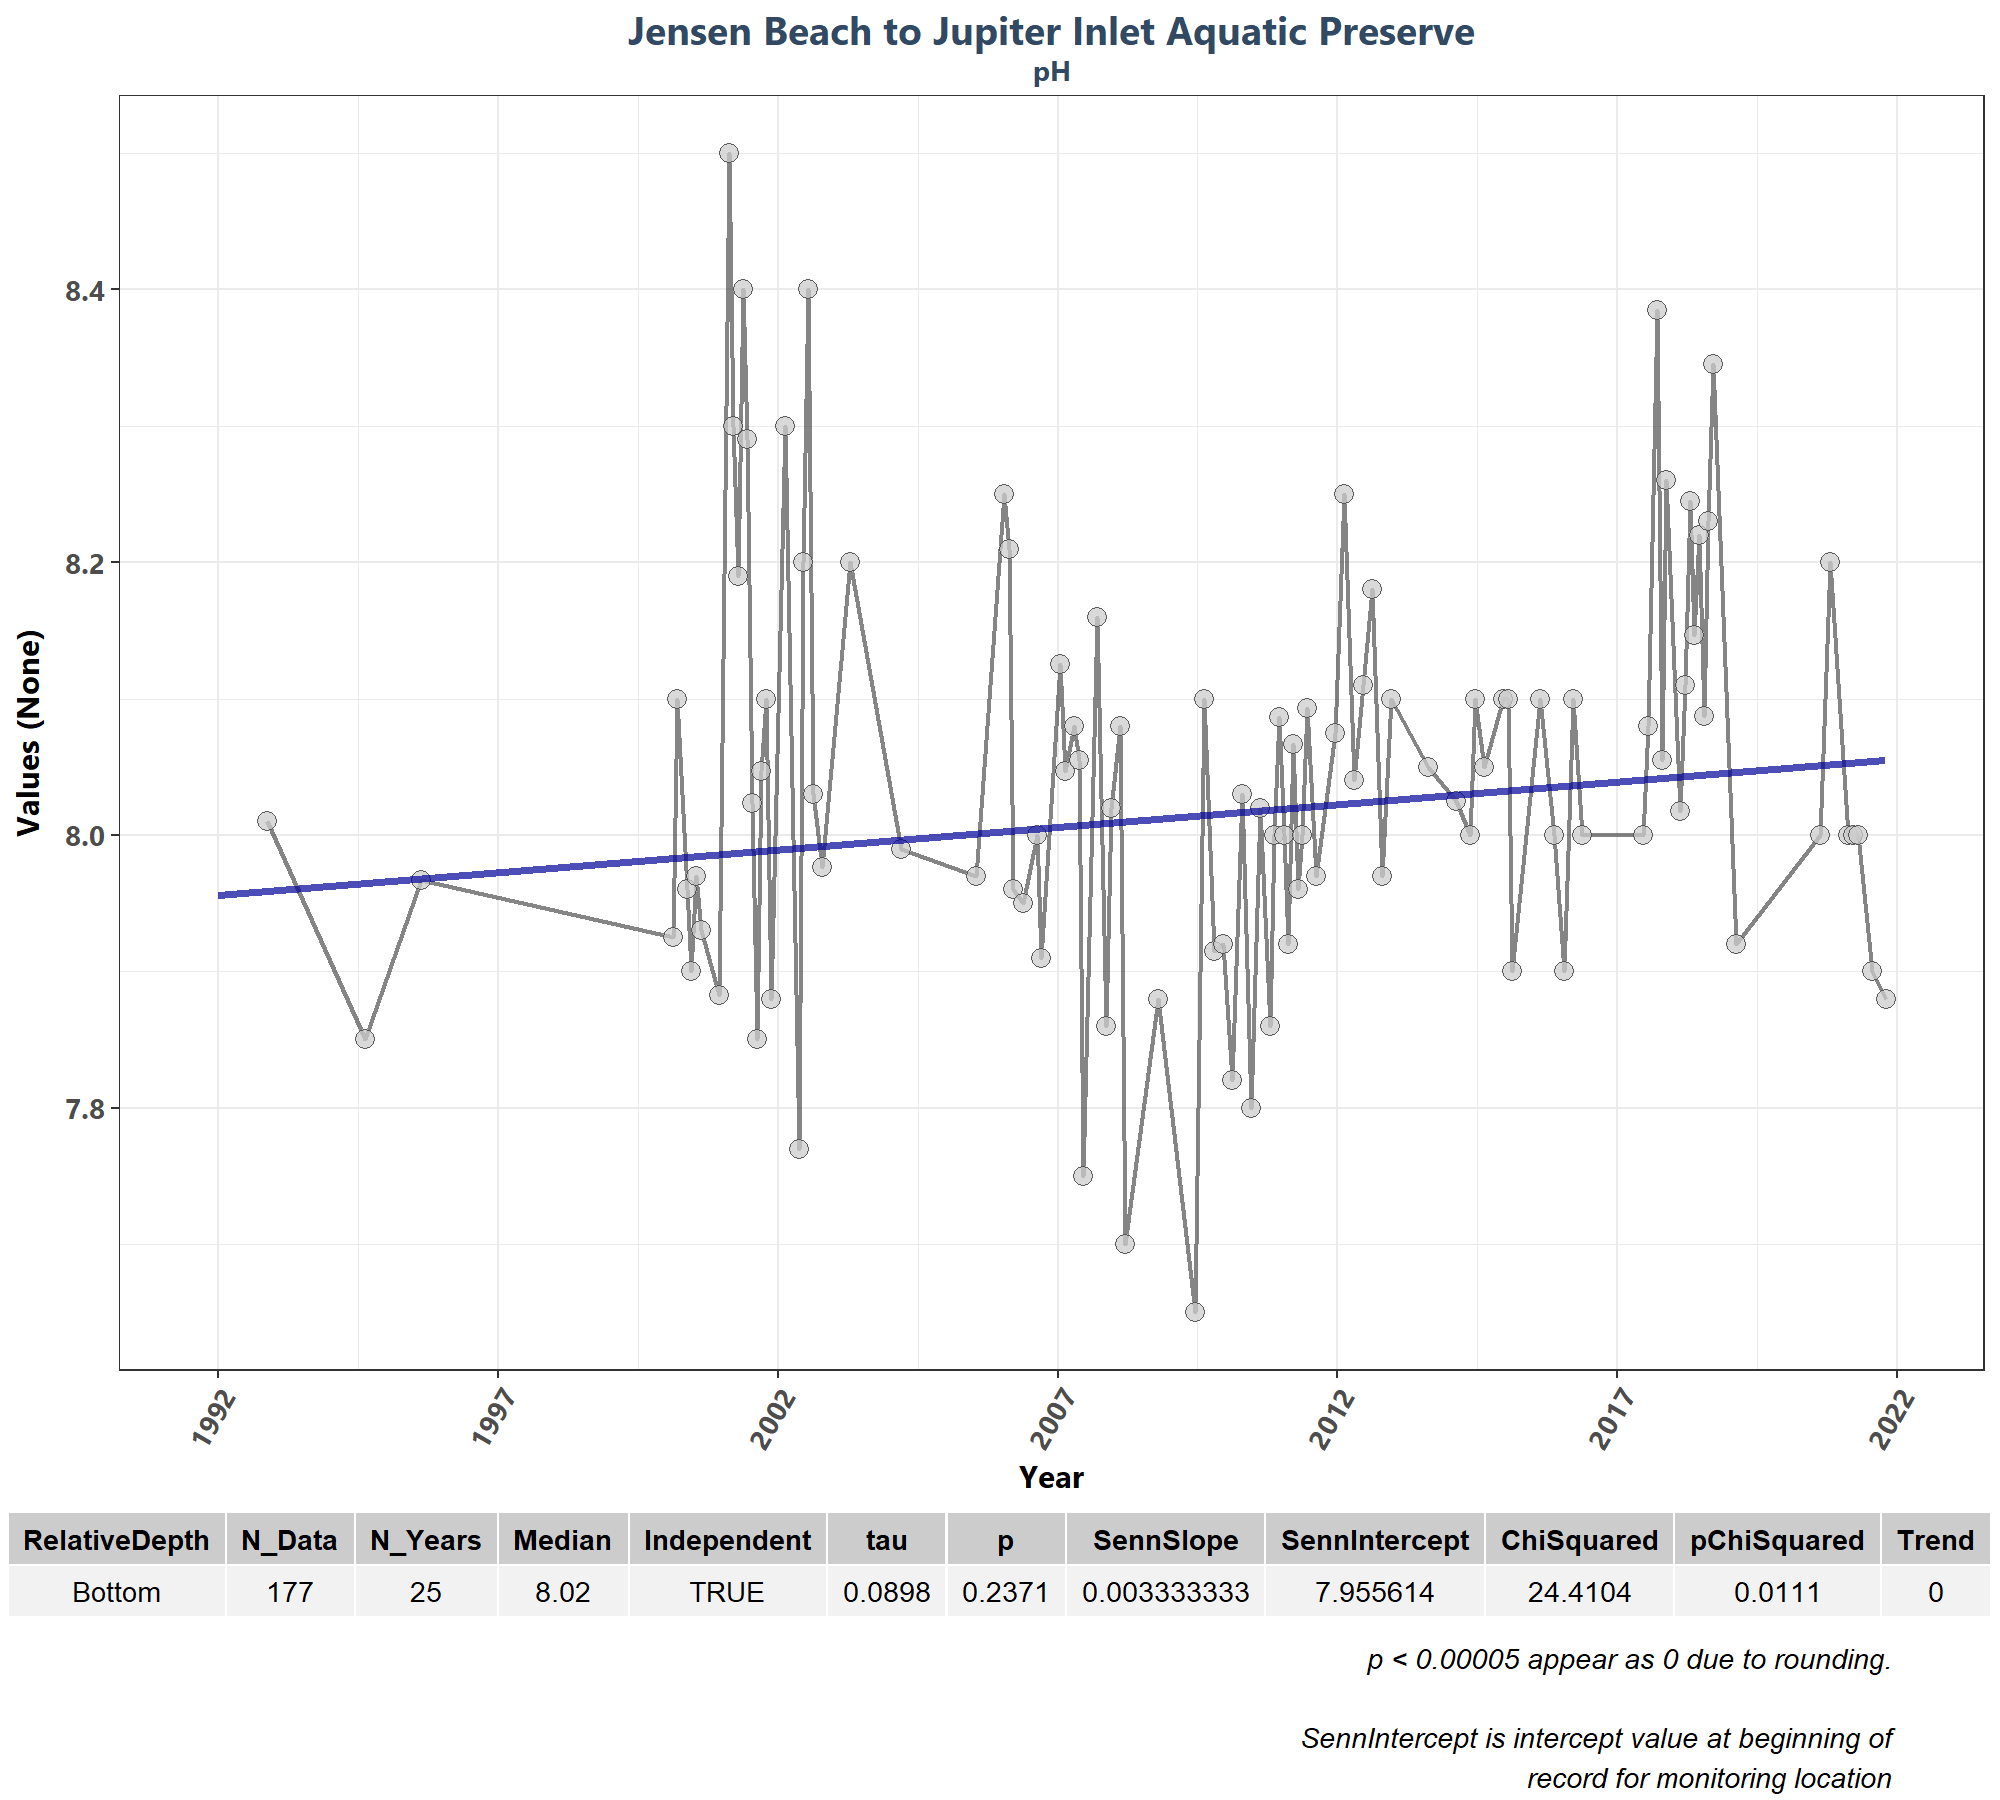 Jensen Beach to Jupiter Inlet Aquatic Preserve
pH
8.4
8.2
8.0
7.8
Values (None)
1992 1997 2002 2007 2012 2017 2022
Year
RelativeDepth N_Data N_Years Median Independent tau p SennSlope SennIntercept ChiSquared pChiSquared Trend
Bottom 177 25 8.02 TRUE 0.0898 0.2371 0.003333333 7.955614 24.4104 0.0111 0
p < 0.00005 appear as 0 due to rounding.
SennIntercept is intercept value at beginning of
record for monitoring location